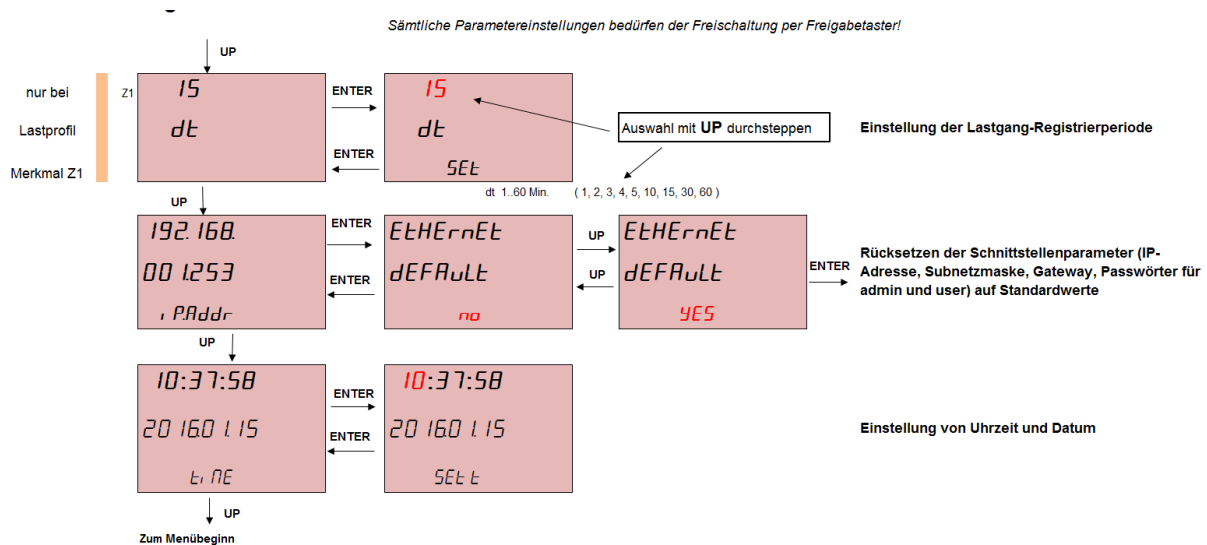 Sämtliche Parametereinstellungen bedürfen der Freischaltung per Freigabetaster!
UP
nur bei
Lastprofil
Merkmal Z1
Z1
15
dt
ENTER
ENTER
15
dt
SEt
Auswahl mit UP durchsteppen
dt 1..60 Min. ( 1, 2, 3, 4, 5, 10, 15, 30, 60 )
Einstellung der Lastgang-Registrierperiode
UP
192.168.
001.253
iP.Addr
ENTER
ENTER
EtHErnEt
dEFAuLt
no
UP
UP
EtHErnEt
dEFAuLt
YES
ENTER
Rücksetzen der Schnittstellenparameter (IP-
Adresse, Subnetzmaske, Gateway, Passwörter für
admin und user) auf Standardwerte
UP
10:37:58
2016.01.15
tiME
ENTER
ENTER
10:37:58
2016.01.15
SEt t
Einstellung von Uhrzeit und Datum
UP
Zum Menübeginn